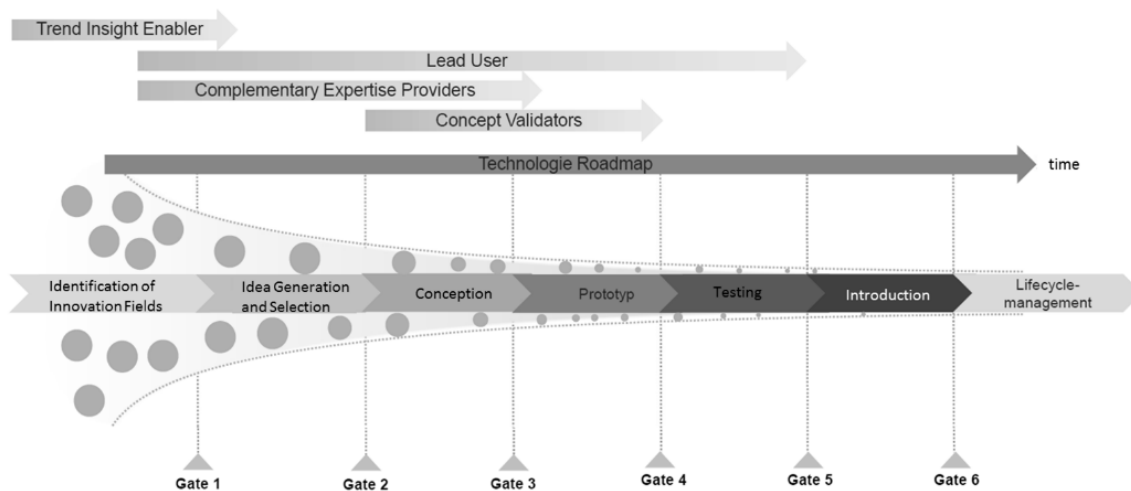 Trend Insight Enabler
Lead User
Complementary Expertise Providers
Concept Validators
Technologie Roadmap
time
Identification of
Innovation Fields
Idea Generation
and Selection
Conception
Prototyp
Testing
Introduction
Lifecycle-
management
Gate 1
Gate 2
Gate 3
Gate 4
Gate 5
Gate 6